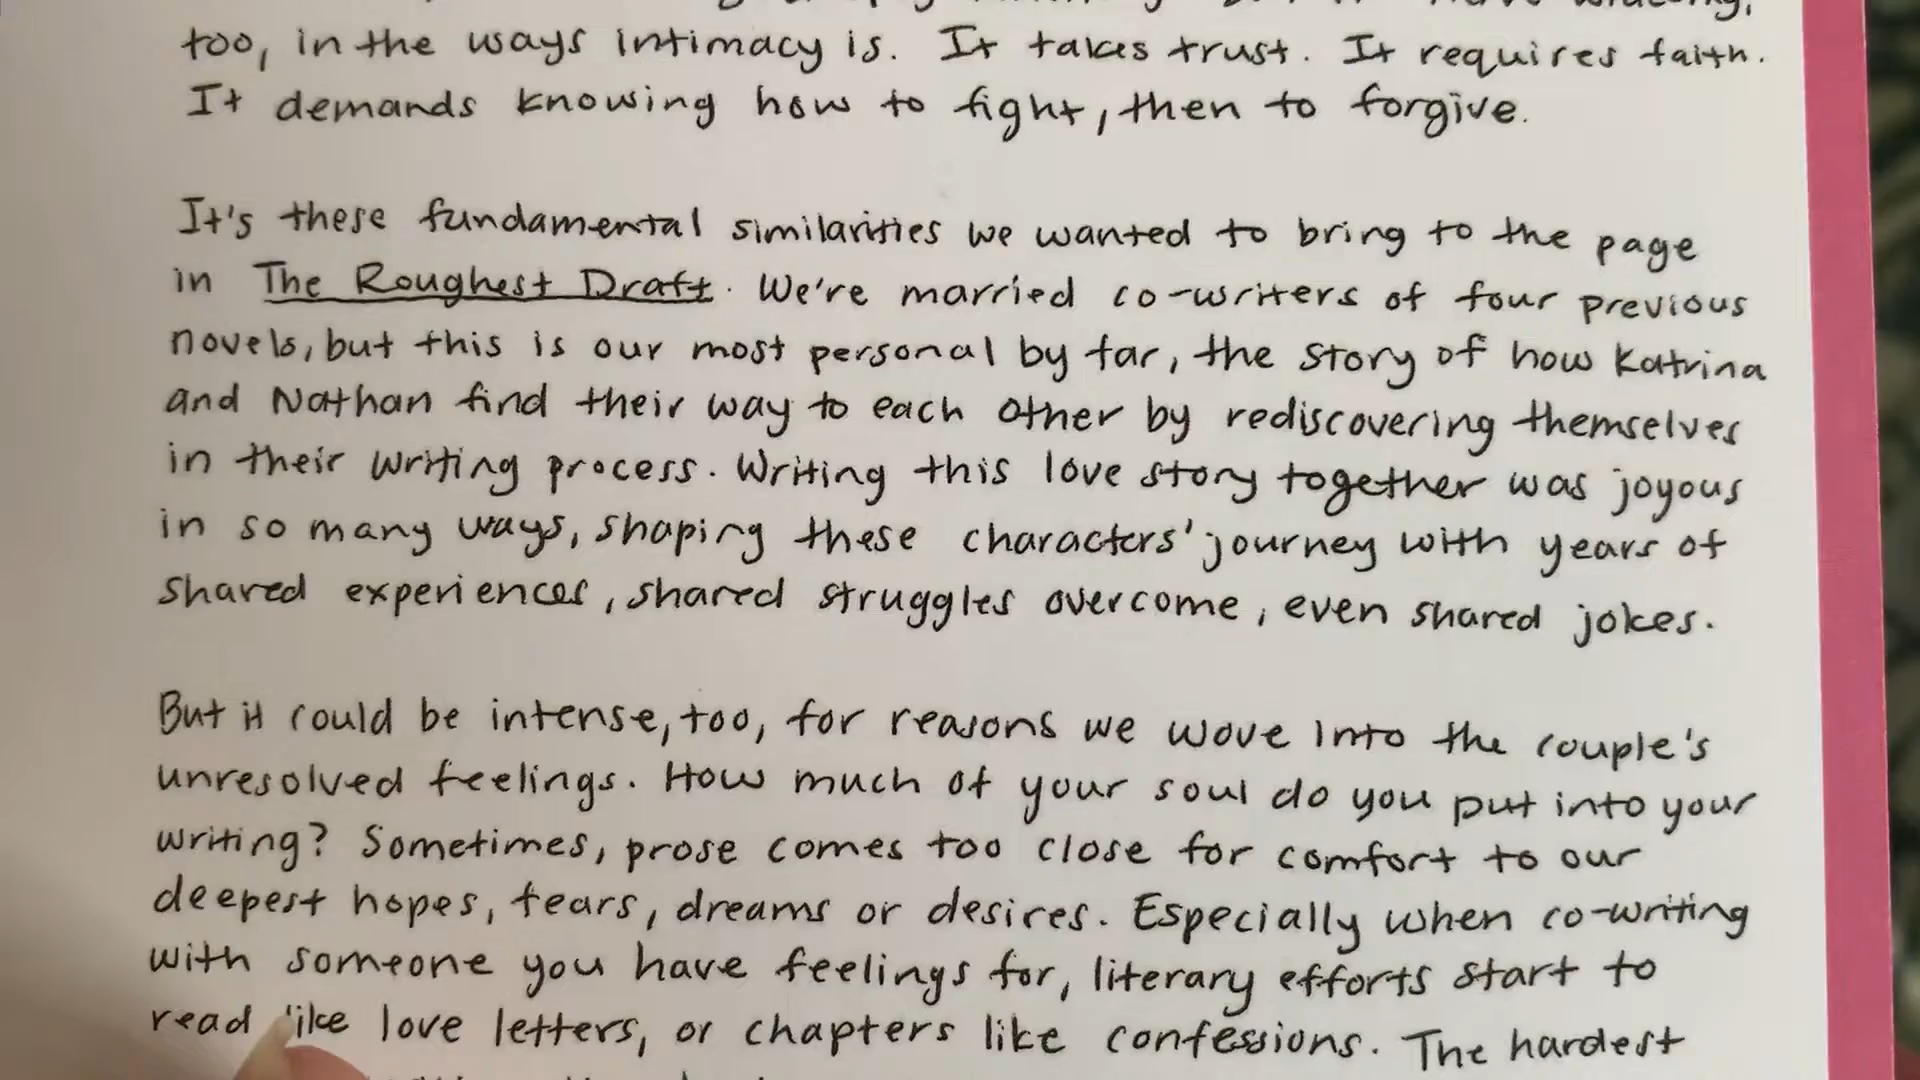 too, in the ways intimacy is. It takes trust. It requires faith.
It demands knowing how to fight, then to forgive.
It's these fundamental similarities we wanted to bring to the page
in The Roughest Draft. We're married co-writers of four previous
novels, but this is our most personal by far, the story of how Katrina
and Nathan find their way to each other by rediscovering themselves
in their writing process. Writing this love story together was joyous
in so many ways, shaping these characters' journey with years of
shared experiences, shared struggles overcome, even shared jokes.
But it could be intense, too, for reasons we wove into the couple's
unresolved feelings. How much of your soul do you put into your
writing? Sometimes, prose comes too close for comfort to our
deepest hopes, fears, dreams or desires. Especially when co-writing
with someone you have feelings for, literary efforts start to
read like love letters, or chapters like confessions. The hardest